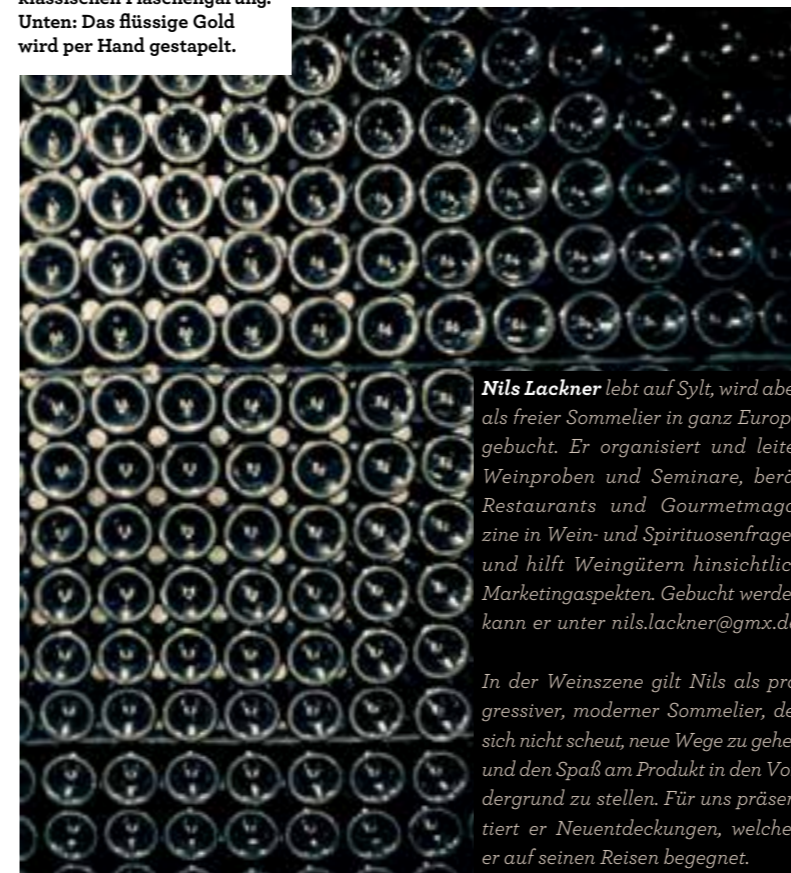 klassischen Flaschengärung.
Unten: Das flüssige Gold
wird per Hand gestapelt.
Nils Lackner lebt auf Sylt, wird abe
als freier Sommelier in ganz Europ
gebucht. Er organisiert und leite
Weinproben und Seminare, berä
Restaurants und Gourmetmaga
zine in Wein- und Spirituosenfrage
und hilft Weingütern hinsichtlic
Marketingaspekten. Gebucht werde
kann er unter nils.lackner@gmx.de
In der Weinszene gilt Nils als pro
gressiver, moderner Sommelier, de
sich nicht scheut, neue Wege zu gehe
und den Spaß am Produkt in den Vo
dergrund zu stellen. Für uns präsen
tiert er Neuentdeckungen, welche
er auf seinen Reisen begegnet.